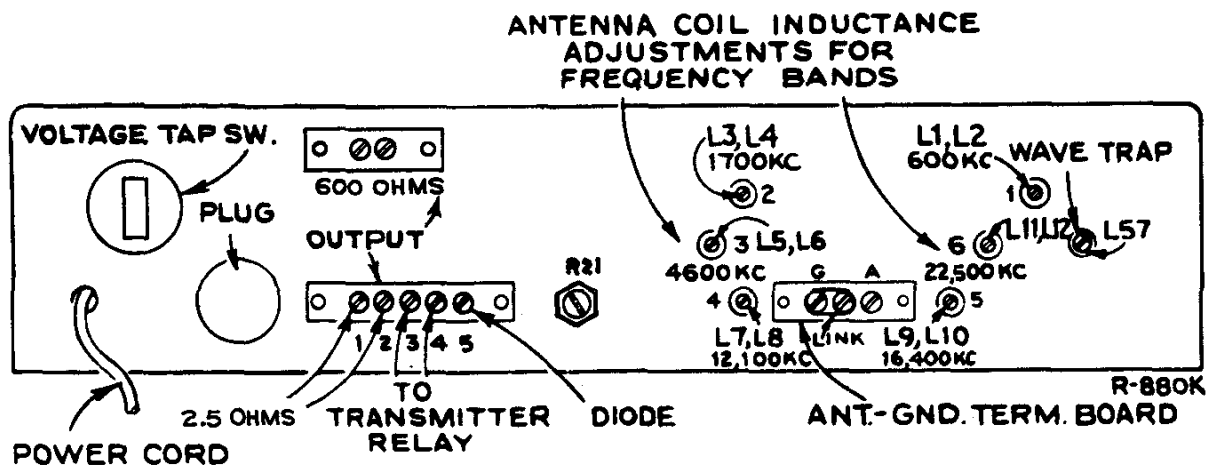 ANTENNA COIL INDUCTANCE
ADJUSTMENTS FOR
FREQUENCY BANDS
VOLTAGE TAP SW.
600 OHMS
PLUG
OUTPUT
L3, L4
1700KC
2
L1, L2
600KC
1
WAVE TRAP
3 L5, L6
4600KC
6
L11, L12
L57
22,500KC
R21
G A
4
5
1 2 3 4 5
L7, L8
12,100KC
LINK
L9, L10
16,400KC
R-880K
2.5 OHMS
TO
TRANSMITTER
RELAY
DIODE
ANT.-GND. TERM. BOARD
POWER CORD